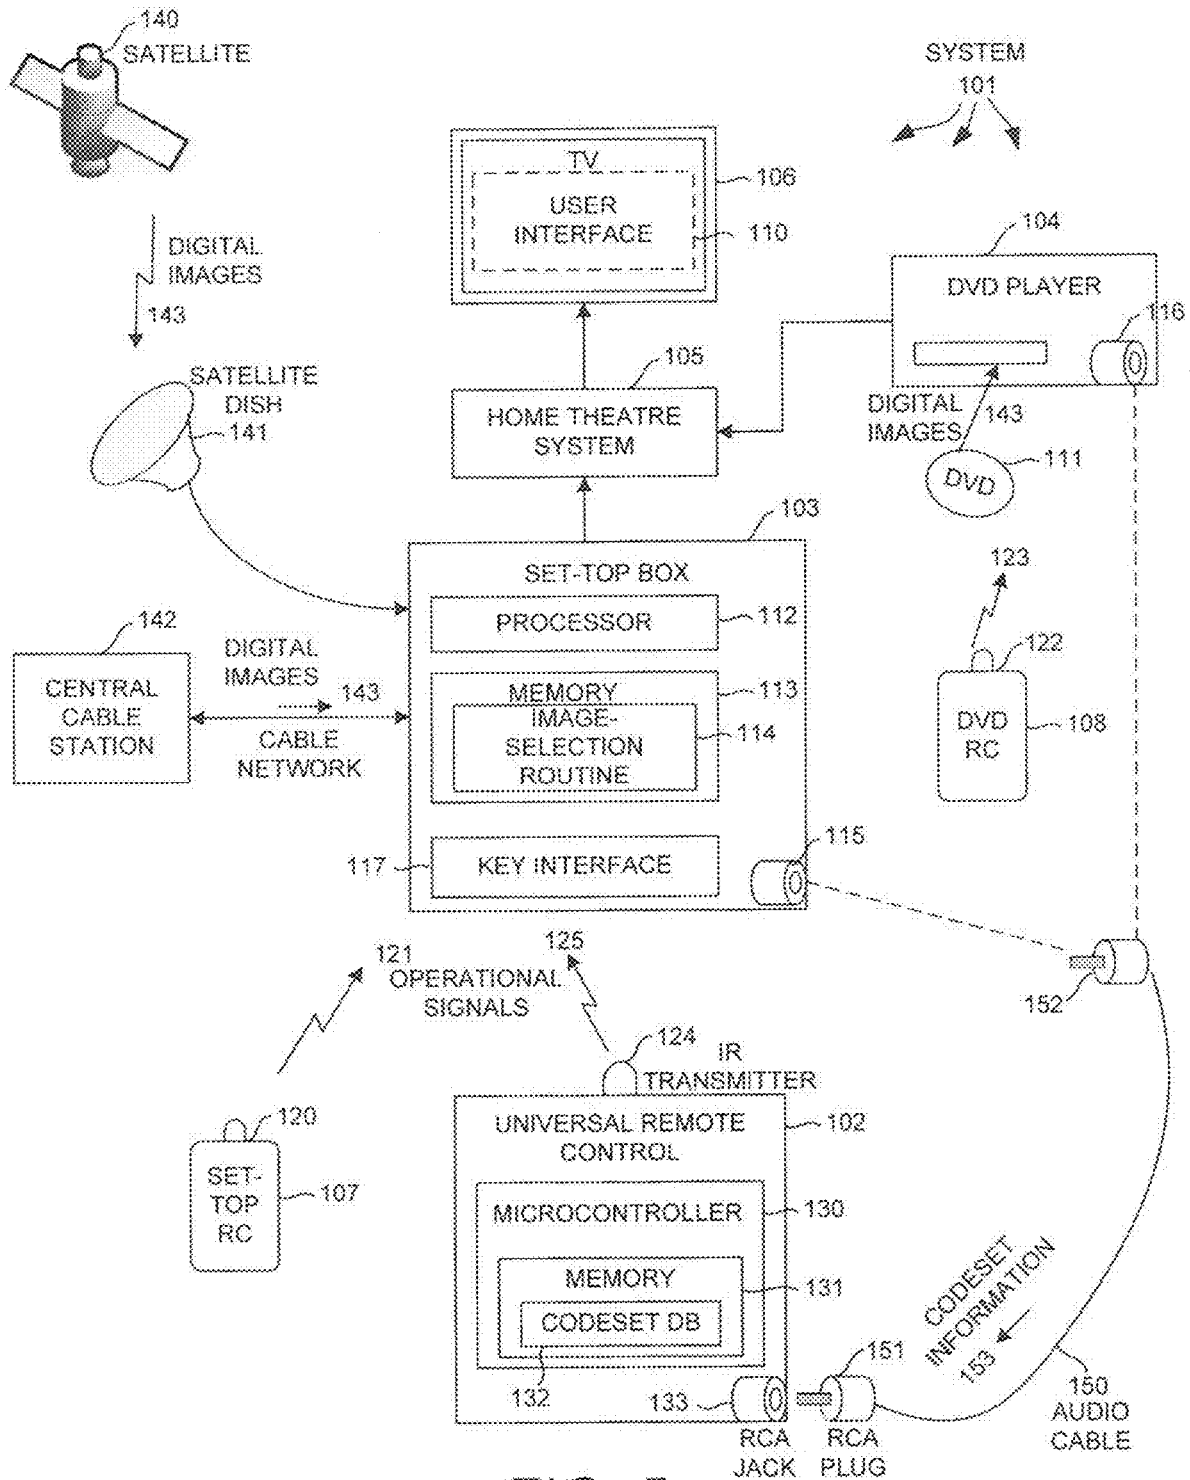 140
SATELLITE
SYSTEM
101
TV
106
USER
INTERFACE
110
DIGITAL
IMAGES
143
104
DVD PLAYER
116
105
SATELLITE
DISH
141
HOME THEATRE
SYSTEM
DIGITAL
IMAGES
143
111
DVD
103
SET-TOP BOX
123
PROCESSOR
112
142
DIGITAL
IMAGES
143
CENTRAL
CABLE
STATION
CABLE
NETWORK
MEMORY
113
IMAGE-
SELECTION
ROUTINE
114
122
DVD
RC
108
115
117
KEY INTERFACE
121
125
OPERATIONAL
SIGNALS
152
124
IR
TRANSMITTER
UNIVERSAL REMOTE
CONTROL
102
120
SET-
TOP
RC
107
MICROCONTROLLER
130
MEMORY
131
CODESET DB
132
CODESET
INFORMATION
153
151
133
150
AUDIO
CABLE
RCA
JACK
RCA
PLUG